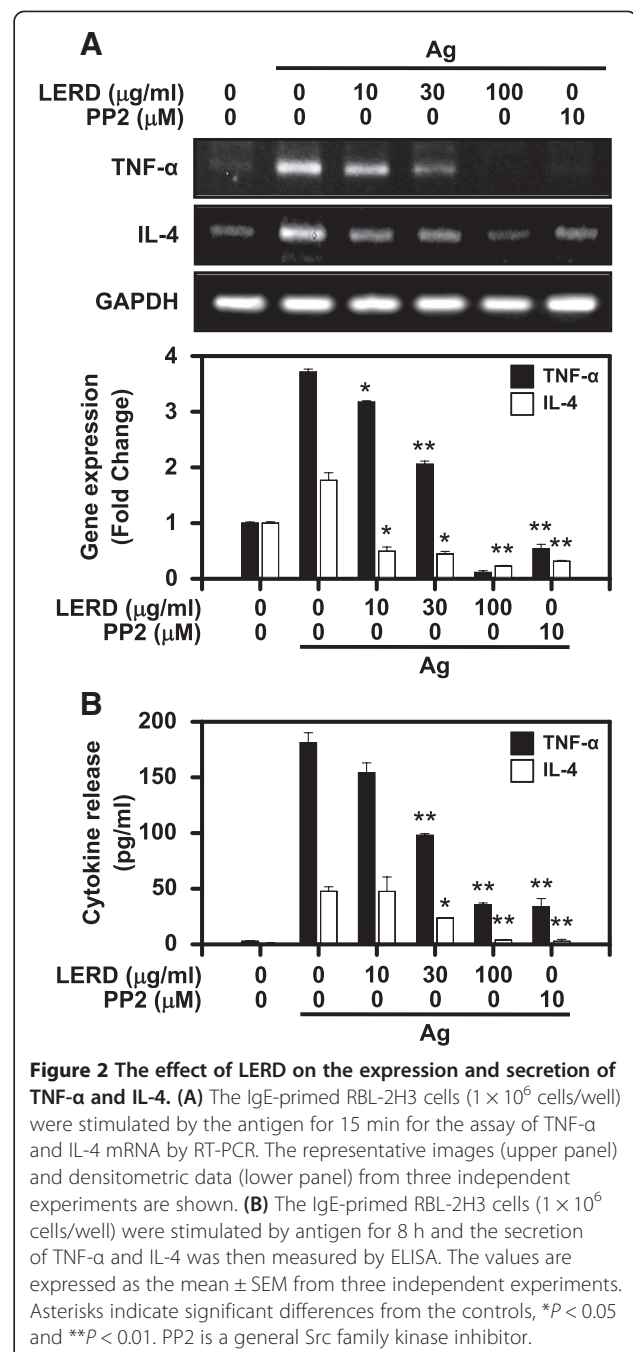 A
Ag
LERD (μg/ml) 0 0 10 30 100 0
PP2 (μM) 0 0 0 0 0 10
TNF-α
IL-4
GAPDH
4
3
2
1
0
Gene expression
(Fold Change)
TNF-α
IL-4
* ** * * ** ** **
LERD (μg/ml) 0 0 10 30 100 0
PP2 (μM) 0 0 0 0 0 10
Ag
B
200
150
100
50
0
Cytokine release
(pg/ml)
TNF-α
IL-4
** * ** ** ** **
LERD (μg/ml) 0 0 10 30 100 0
PP2 (μM) 0 0 0 0 0 10
Ag
Figure 2 The effect of LERD on the expression and secretion of
TNF-α and IL-4. (A) The IgE-primed RBL-2H3 cells (1 × 10⁶ cells/well)
were stimulated by the antigen for 15 min for the assay of TNF-α
and IL-4 mRNA by RT-PCR. The representative images (upper panel)
and densitometric data (lower panel) from three independent
experiments are shown. (B) The IgE-primed RBL-2H3 cells (1 × 10⁶
cells/well) were stimulated by antigen for 8 h and the secretion
of TNF-α and IL-4 was then measured by ELISA. The values are
expressed as the mean ± SEM from three independent experiments.
Asterisks indicate significant differences from the controls, *P < 0.05
and **P < 0.01. PP2 is a general Src family kinase inhibitor.